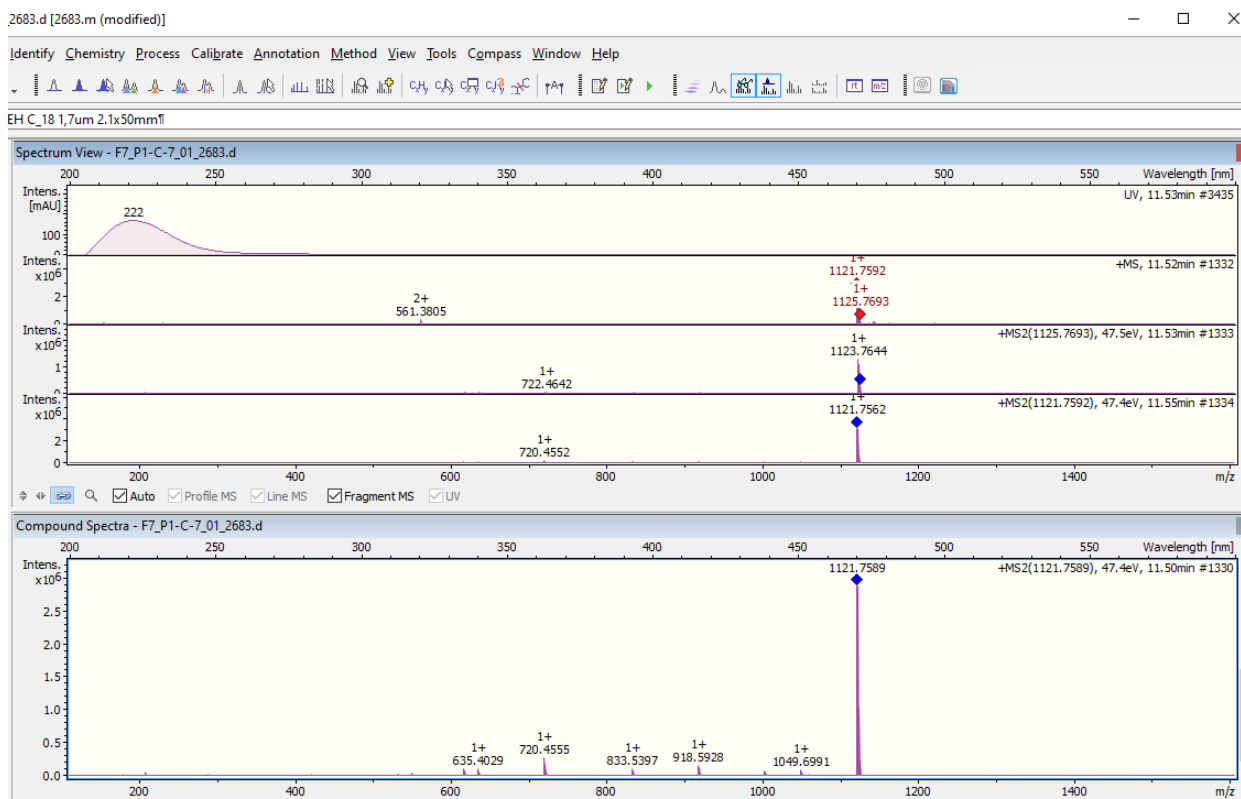 _2683.d [2683.m (modified)]
Identify Chemistry Process Calibrate Annotation Method View Tools Compass Window Help
EH C_18 1,7um 2.1x50mm¶
Spectrum View - F7_P1-C-7_01_2683.d
200 250 300 350 400 450 500 550 Wavelength [nm]
Intens. [mAU]
UV, 11.53min #3435
222
100
0
Intens. x10⁶
+MS, 11.52min #1332
1+
1121.7592
1+
1125.7693
2+
561.3805
2
0
Intens. x10⁶
+MS2(1125.7693), 47.5eV, 11.53min #1333
1+
1123.7644
1+
722.4642
1
0
Intens. x10⁶
+MS2(1121.7592), 47.4eV, 11.55min #1334
1+
1121.7562
1+
720.4552
2
0
200 400 600 800 1000 1200 1400 m/z
Auto Profile MS Line MS Fragment MS UV
Compound Spectra - F7_P1-C-7_01_2683.d
200 250 300 350 400 450 500 550 Wavelength [nm]
Intens. x10⁶
+MS2(1121.7589), 47.4eV, 11.50min #1330
1121.7589
2.5
2.0
1.5
1.0
0.5
0.0
1+
635.4029
1+
720.4555
1+
833.5397
1+
918.5928
1+
1049.6991
200 400 600 800 1000 1200 1400 m/z